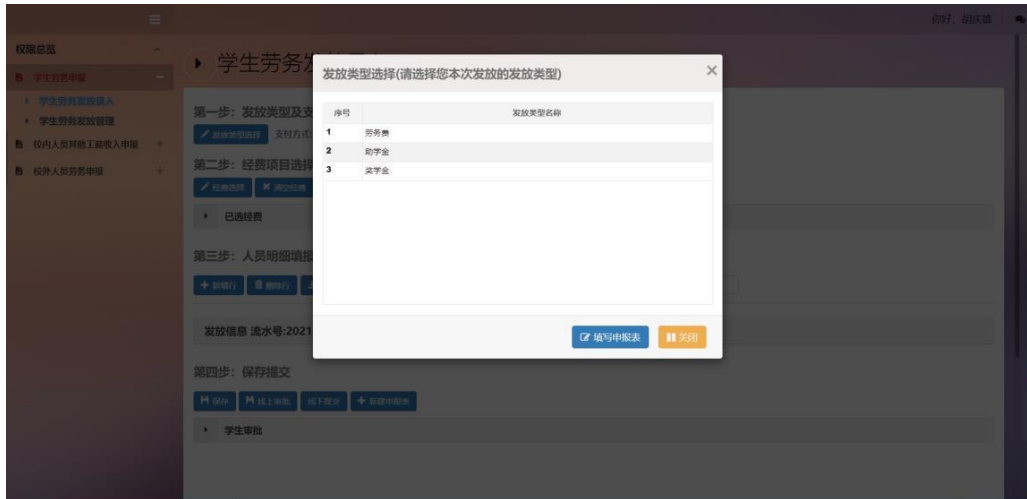 你好，胡庆璋
权限总览
学生劳务申报
学生劳务发放录入
学生劳务发放管理
校内人员其他工薪收入申报
校外人员劳务申报
学生劳务发
第一步：发放类型及支
发放类型选择 支付方式
第二步：经费项目选择
经费选择 清空经费
已选经费
第三步：人员明细填报
新增行 删除行
发放信息 流水号:2021
第四步：保存提交
保存 线上审批 线下提交 新建申报表
学生审批
发放类型选择(请选择您本次发放的发放类型)
序号 发放类型名称
1 劳务费
2 助学金
3 奖学金
填写申报表 关闭